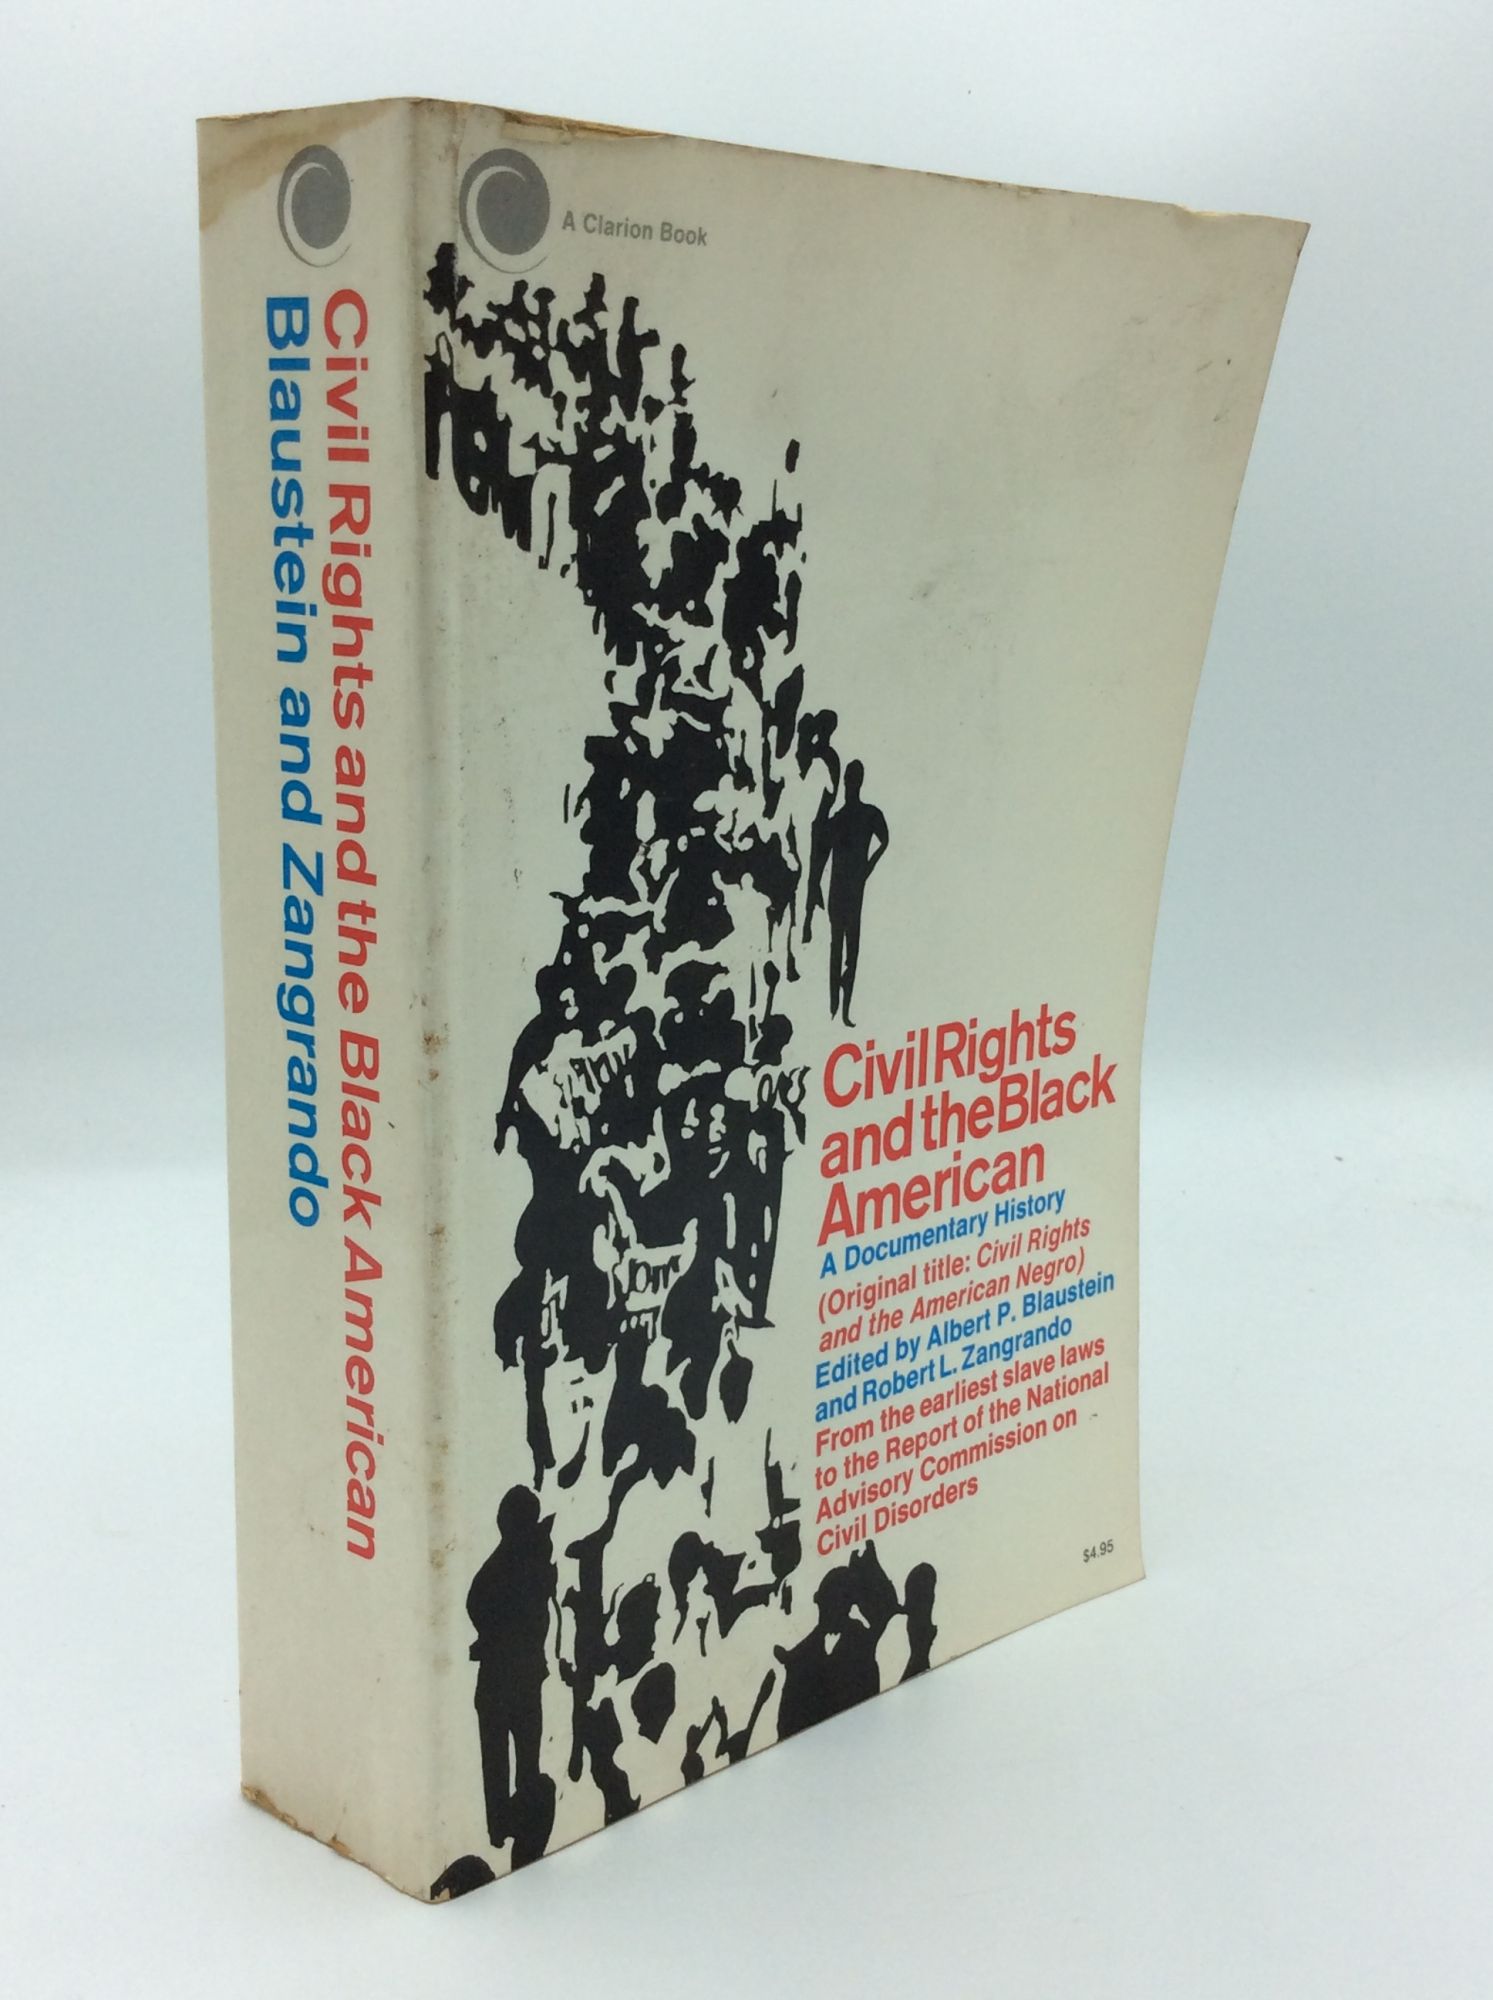 Civil Rights and the Black American
Blaustein and Zangrando
A Clarion Book
Civil Rights
and the Black
American
A Documentary History
(Original title: Civil Rights
and the American Negro)
Edited by Albert P. Blaustein
and Robert L. Zangrando
From the earliest slave laws
to the Report of the National
Advisory Commission on
Civil Disorders
$4.95